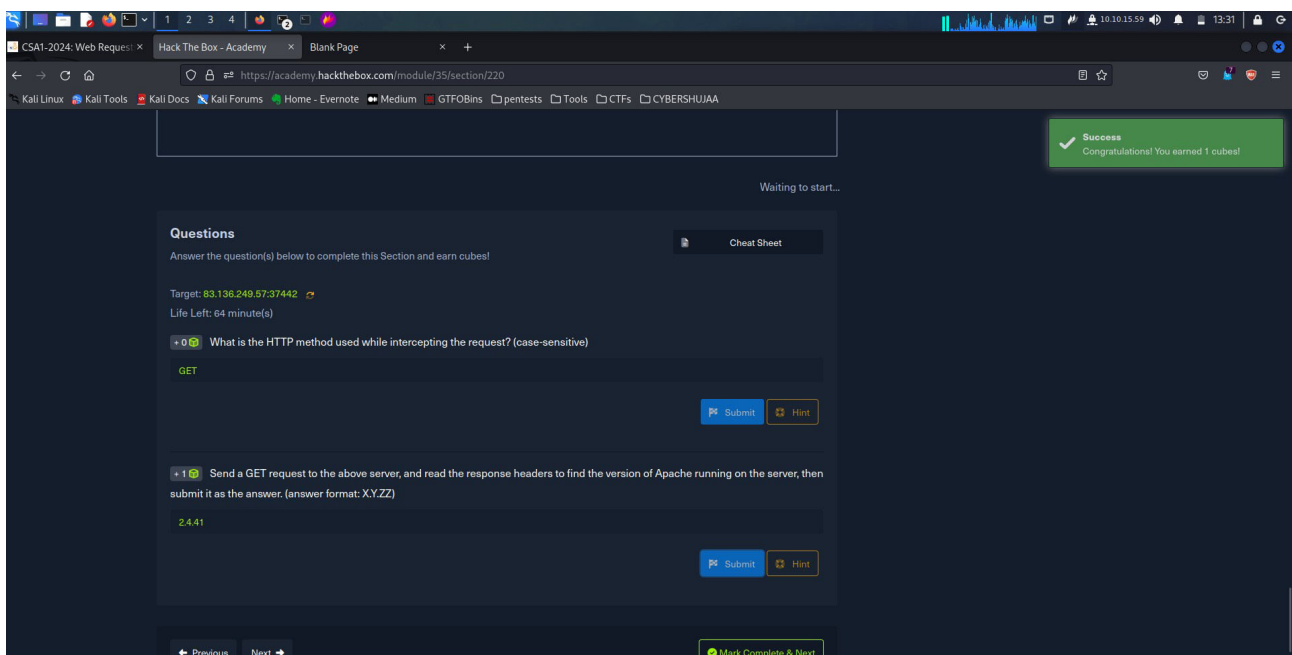 1 2 3 4
2
10.10.15.59
13:31
CSA1-2024: Web Request
Hack The Box - Academy
Blank Page
https://academy.hackthebox.com/module/35/section/220
Kali Linux Kali Tools Kali Docs Kali Forums Home - Evernote Medium GTFOBins pentests Tools CTFs CYBERSHUJAA
Success
Congratulations! You earned 1 cubes!
Waiting to start...
Questions
Cheat Sheet
Answer the question(s) below to complete this Section and earn cubes!
Target: 83.136.249.57:37442
Life Left: 64 minute(s)
+ 0 What is the HTTP method used while intercepting the request? (case-sensitive)
GET
Submit Hint
+ 1 Send a GET request to the above server, and read the response headers to find the version of Apache running on the server, then
submit it as the answer. (answer format: X.Y.ZZ)
2.4.41
Submit Hint
Previous Next Mark Complete & Next